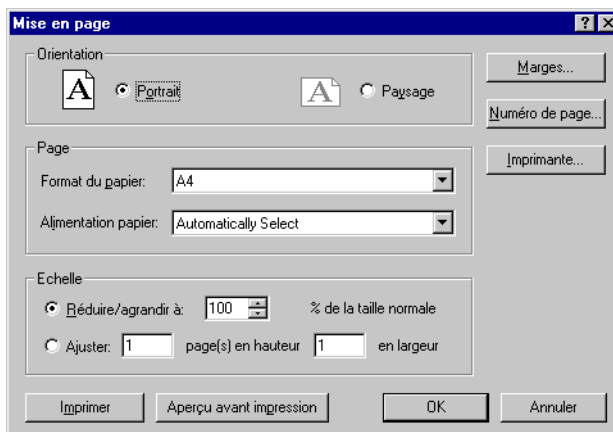 Mise en page
Orientation
A Portrait A Paysage
Marges...
Numéro de page...
Imprimante...
Page
Format du papier: A4
Alimentation papier: Automatically Select
Echelle
Réduire/agrandir à: 100 % de la taille normale
Ajuster: 1 page(s) en hauteur 1 en largeur
Imprimer Aperçu avant impression OK Annuler